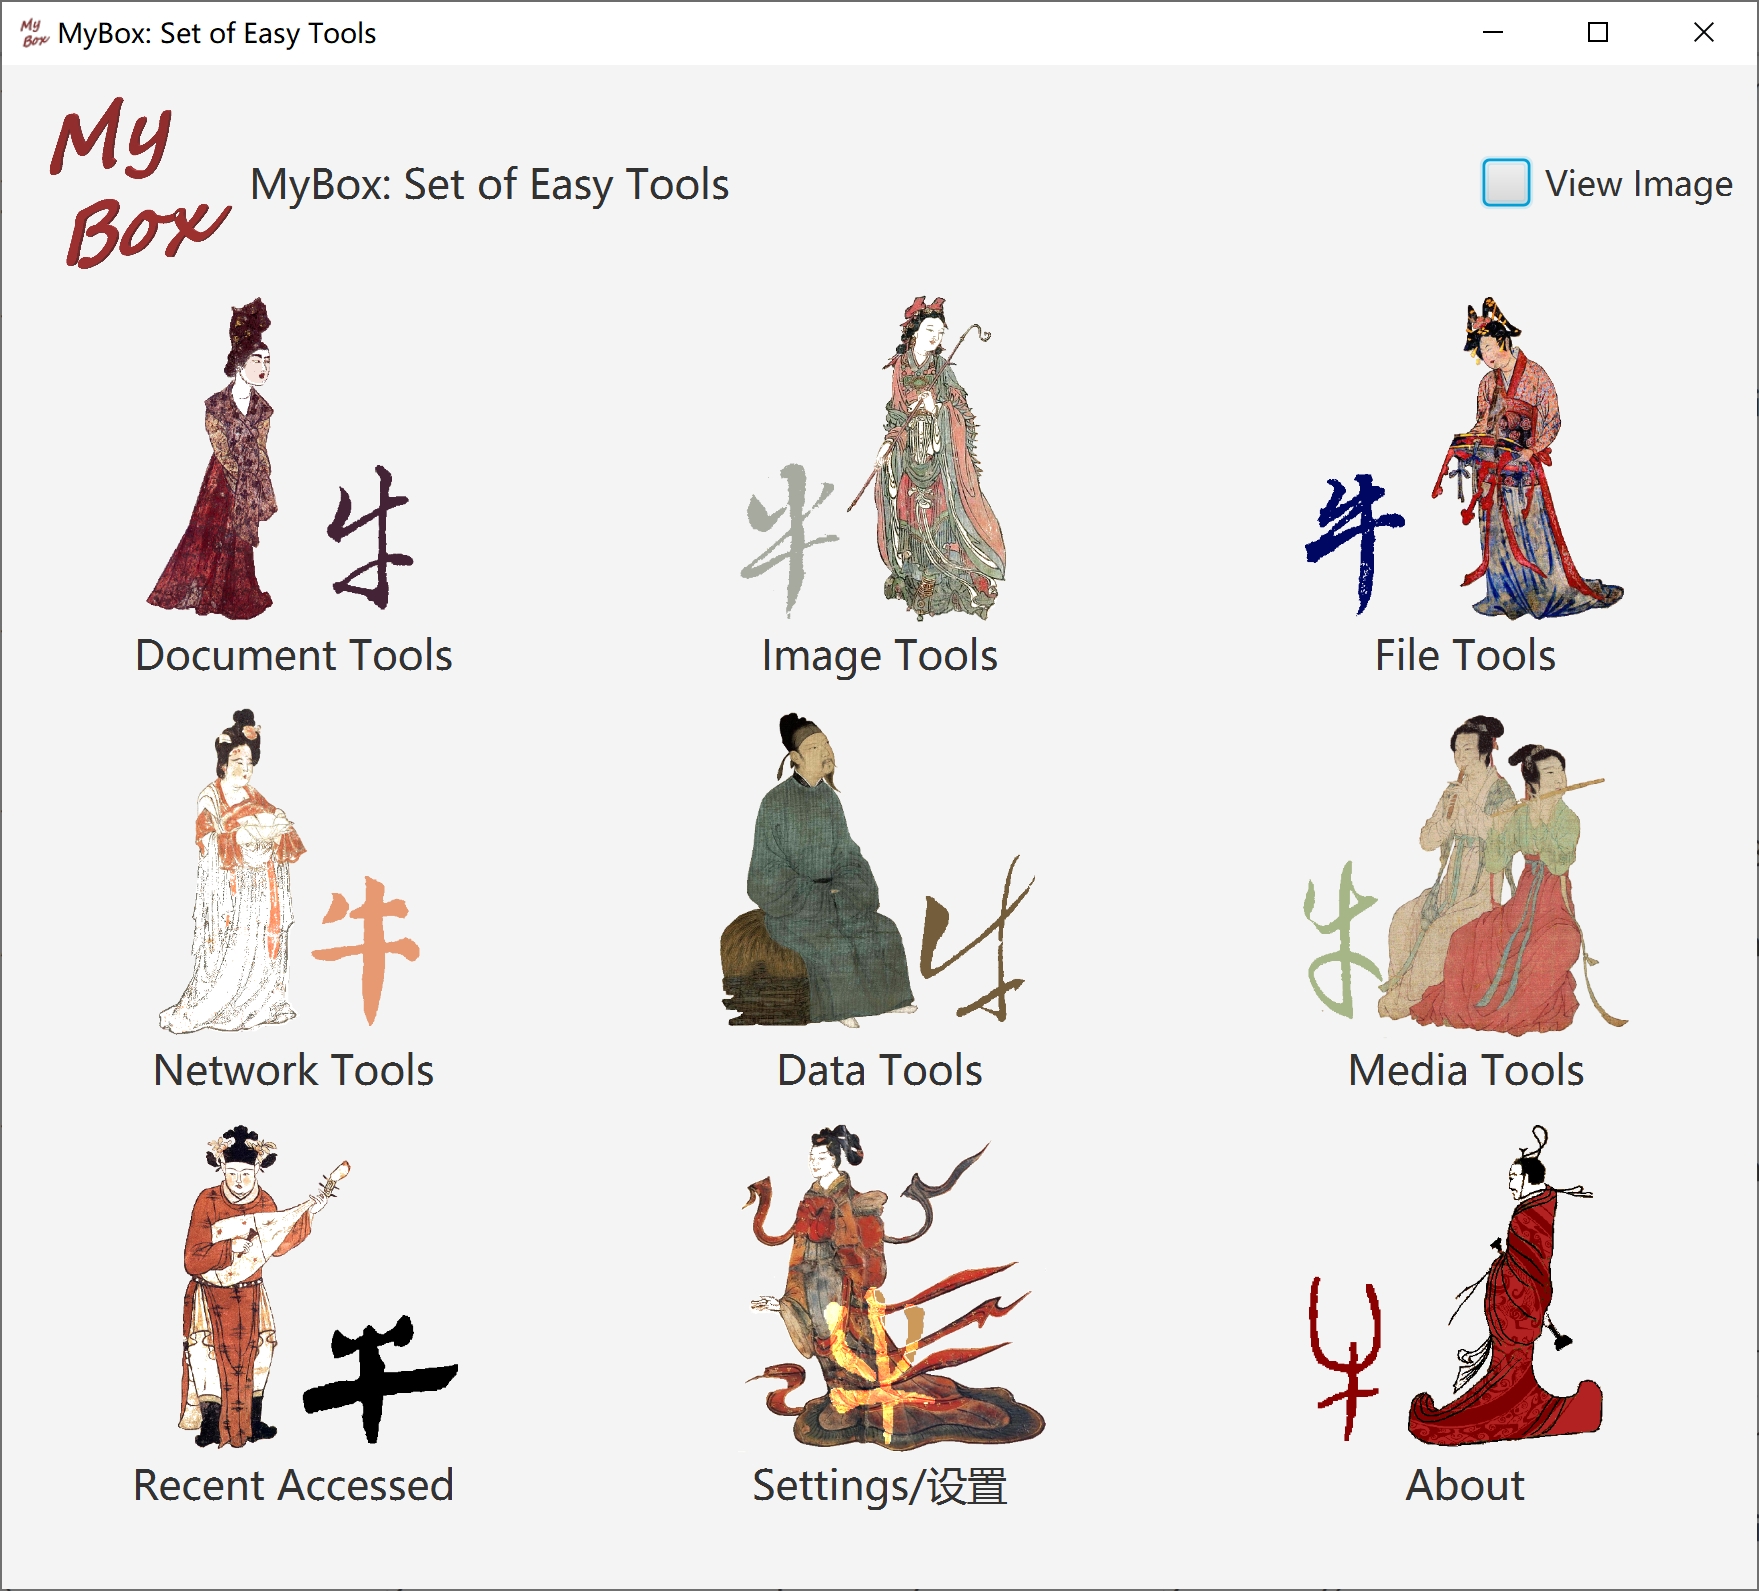 My Box MyBox: Set of Easy Tools
My
Box
MyBox: Set of Easy Tools
View Image
牛
牛
牛
Document Tools
Image Tools
File Tools
牛
牛
牛
Network Tools
Data Tools
Media Tools
牛
牛
牛
Recent Accessed
Settings/设置
About